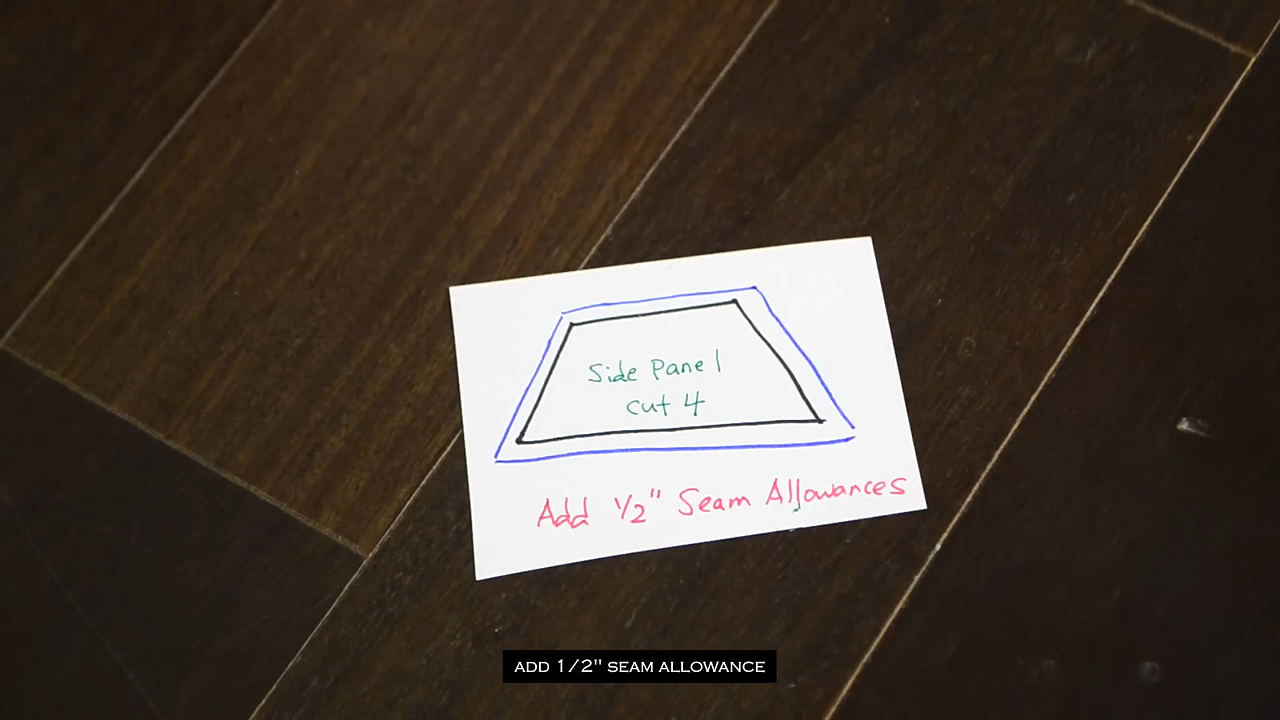 Side Panel
cut 4
Add 1/2" Seam Allowances
ADD 1/2" SEAM ALLOWANCE